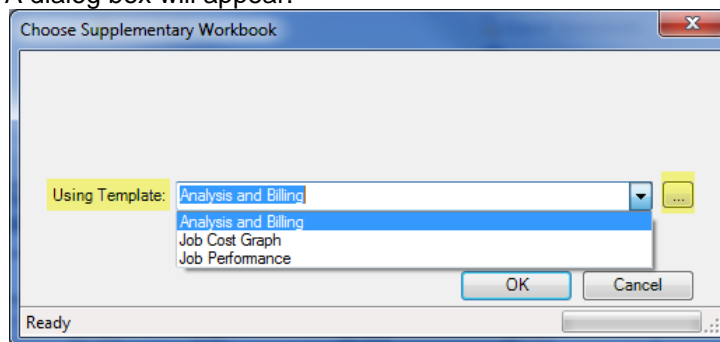 A dialog box will appear:
Choose Supplementary Workbook
Using Template: Analysis and Billing ...
Analysis and Billing
Job Cost Graph
Job Performance
OK Cancel
Ready